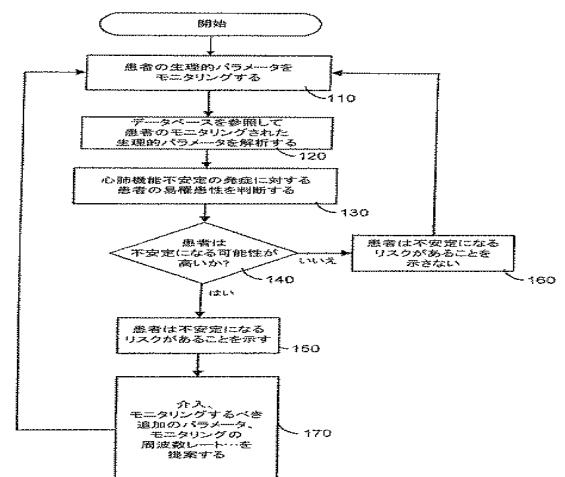 開始
患者の生理的パラメータを
モニタリングする
110
データベースを参照して
患者のモニタリングされた
生理的パラメータを解析する
120
心肺機能不安定の発症に対する
患者の易罹患性を判断する
130
患者は
不安定になる可能性が
高いか?
140
いいえ
患者は不安定になる
リスクがあることを
示さない
160
はい
患者は不安定になる
リスクがあることを示す
150
介入、
モニタリングするべき
追加のパラメータ、
モニタリングの
周波数レート…を
提案する
170